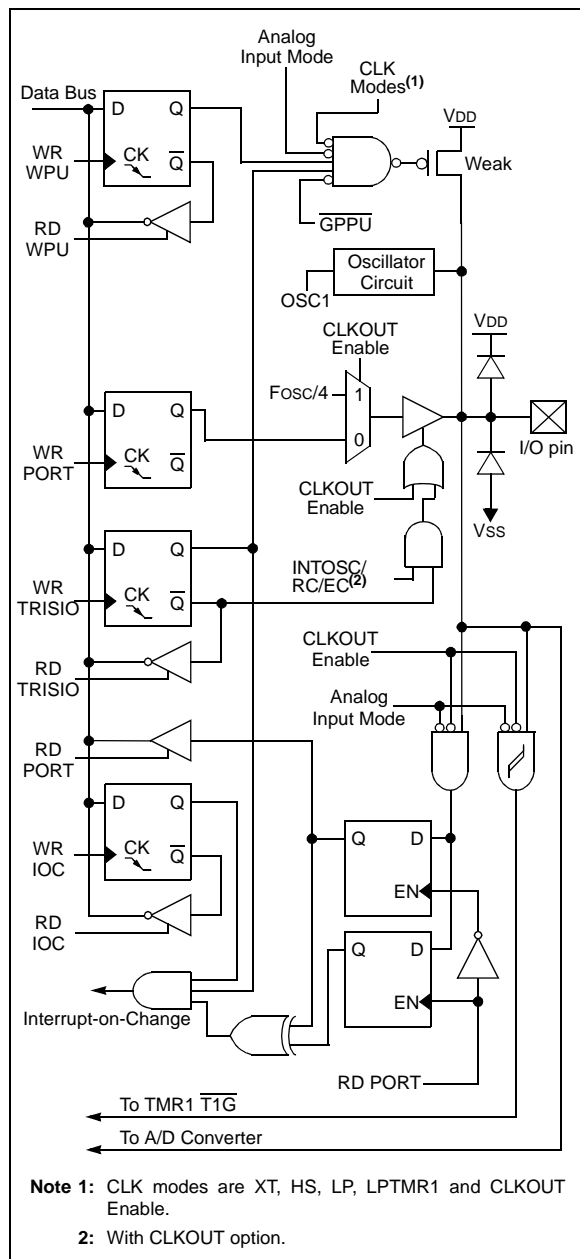 Analog
Input Mode
CLK
Modes(1)
Data Bus
D Q
VDD
WR
WPU
CK
Q
Weak
RD
WPU
GPPU
Oscillator
Circuit
OSC1
CLKOUT
Enable
VDD
FOSC/4
1
D Q
0
WR
PORT
CK
Q
I/O pin
CLKOUT
Enable
VSS
D Q
INTOSC/
RC/EC(2)
WR
TRISIO
CK
Q
CLKOUT
Enable
RD
TRISIO
Analog
Input Mode
RD
PORT
D Q
Q D
WR
IOC
CK
Q
EN
RD
IOC
Q D
Interrupt-on-Change
EN
RD PORT
To TMR1 T1G
To A/D Converter
Note 1: CLK modes are XT, HS, LP, LPTMR1 and CLKOUT
Enable.
2: With CLKOUT option.